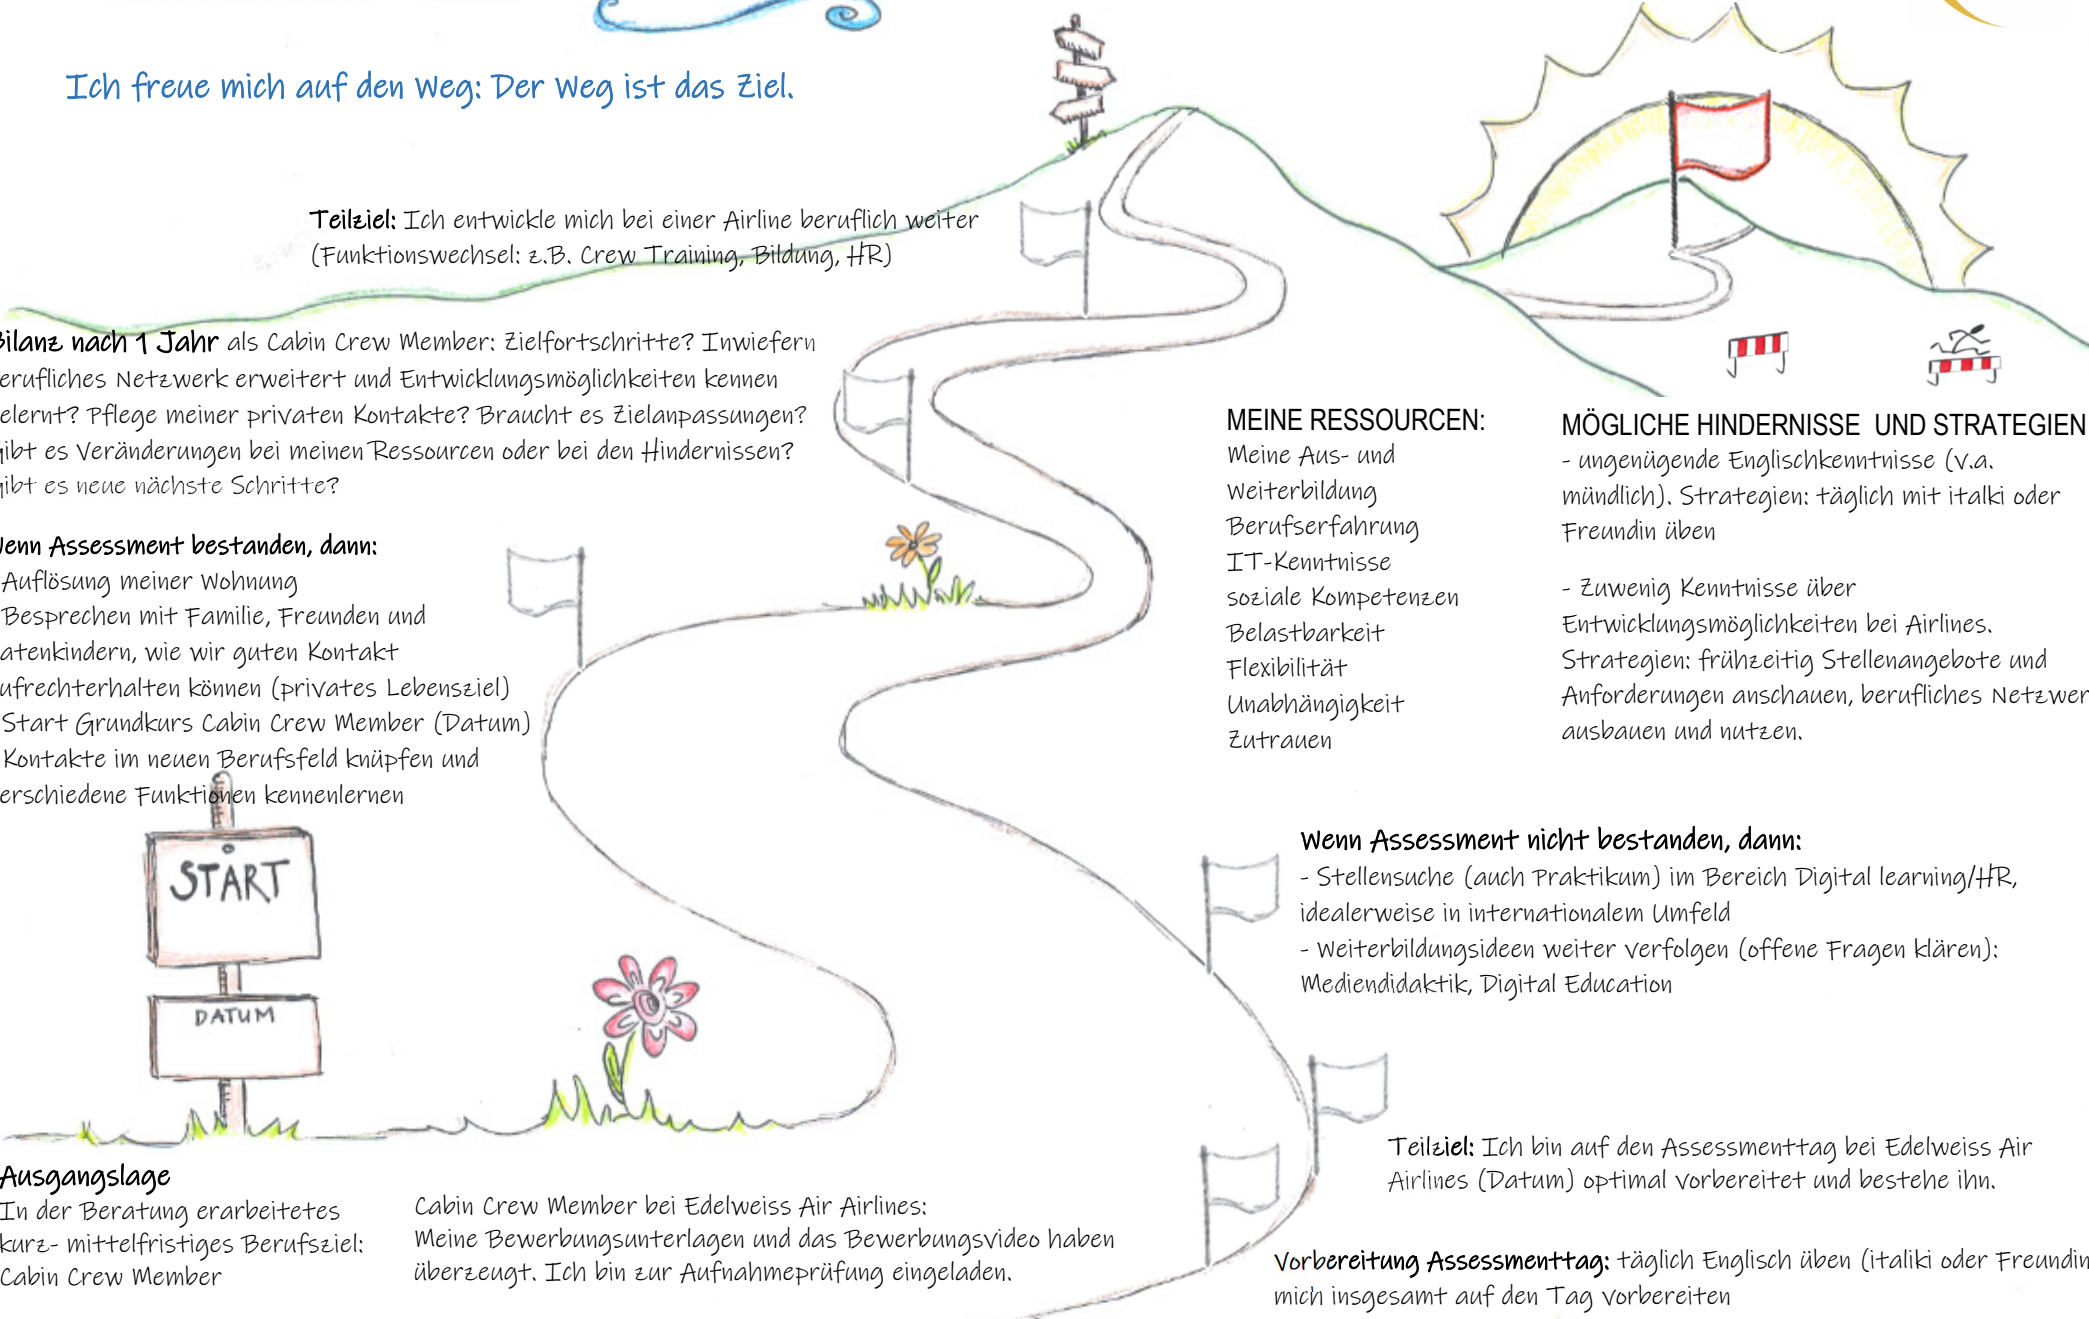 Ich freue mich auf den Weg: Der Weg ist das Ziel.
Teilziel: Ich entwickle mich bei einer Airline beruflich weiter
(Funktionswechsel: z.B. Crew Training, Bildung, HR)
Bilanz nach 1 Jahr als Cabin Crew Member: Zielfortschritte? Inwiefern
erufliches Netzwerk erweitert und Entwicklungsmöglichkeiten kennen
elernt? Pflege meiner privaten Kontakte? Braucht es Zielanpassungen?
gibt es Veränderungen bei meinen Ressourcen oder bei den Hindernissen?
gibt es neue nächste Schritte?
Wenn Assessment bestanden, dann:
Auflösung meiner Wohnung
Besprechen mit Familie, Freunden und
atenkindern, wie wir guten Kontakt
ufrechterhalten können (privates Lebensziel)
Start Grundkurs Cabin Crew Member (Datum)
Kontakte im neuen Berufsfeld knüpfen und
erschiedene Funktionen kennenlernen
START
DATUM
Ausgangslage
In der Beratung erarbeitetes
kurz- mittelfristiges Berufsziel:
Cabin Crew Member
Cabin Crew Member bei Edelweiss Air Airlines:
Meine Bewerbungsunterlagen und das Bewerbungsvideo haben
überzeugt. Ich bin zur Aufnahmeprüfung eingeladen.
MEINE RESSOURCEN:
Meine Aus- und
Weiterbildung
Berufserfahrung
IT-Kenntnisse
soziale Kompetenzen
Belastbarkeit
Flexibilität
Unabhängigkeit
Zutrauen
MÖGLICHE HINDERNISSE UND STRATEGIEN
- ungenügende Englischkenntnisse (v.a.
mündlich). Strategien: täglich mit italki oder
Freundin üben
- Zuwenig Kenntnisse über
Entwicklungsmöglichkeiten bei Airlines.
Strategien: frühzeitig Stellenangebote und
Anforderungen anschauen, berufliches Netzwer
ausbauen und nutzen.
Wenn Assessment nicht bestanden, dann:
- Stellensuche (auch Praktikum) im Bereich Digital learning/HR,
idealerweise in internationalem Umfeld
- Weiterbildungsideen weiter verfolgen (offene Fragen klären):
Mediendidaktik, Digital Education
Teilziel: Ich bin auf den Assessmenttag bei Edelweiss Air
Airlines (Datum) optimal vorbereitet und bestehe ihn.
Vorbereitung Assessmenttag: täglich Englisch üben (italiki oder Freundin
mich insgesamt auf den Tag vorbereiten